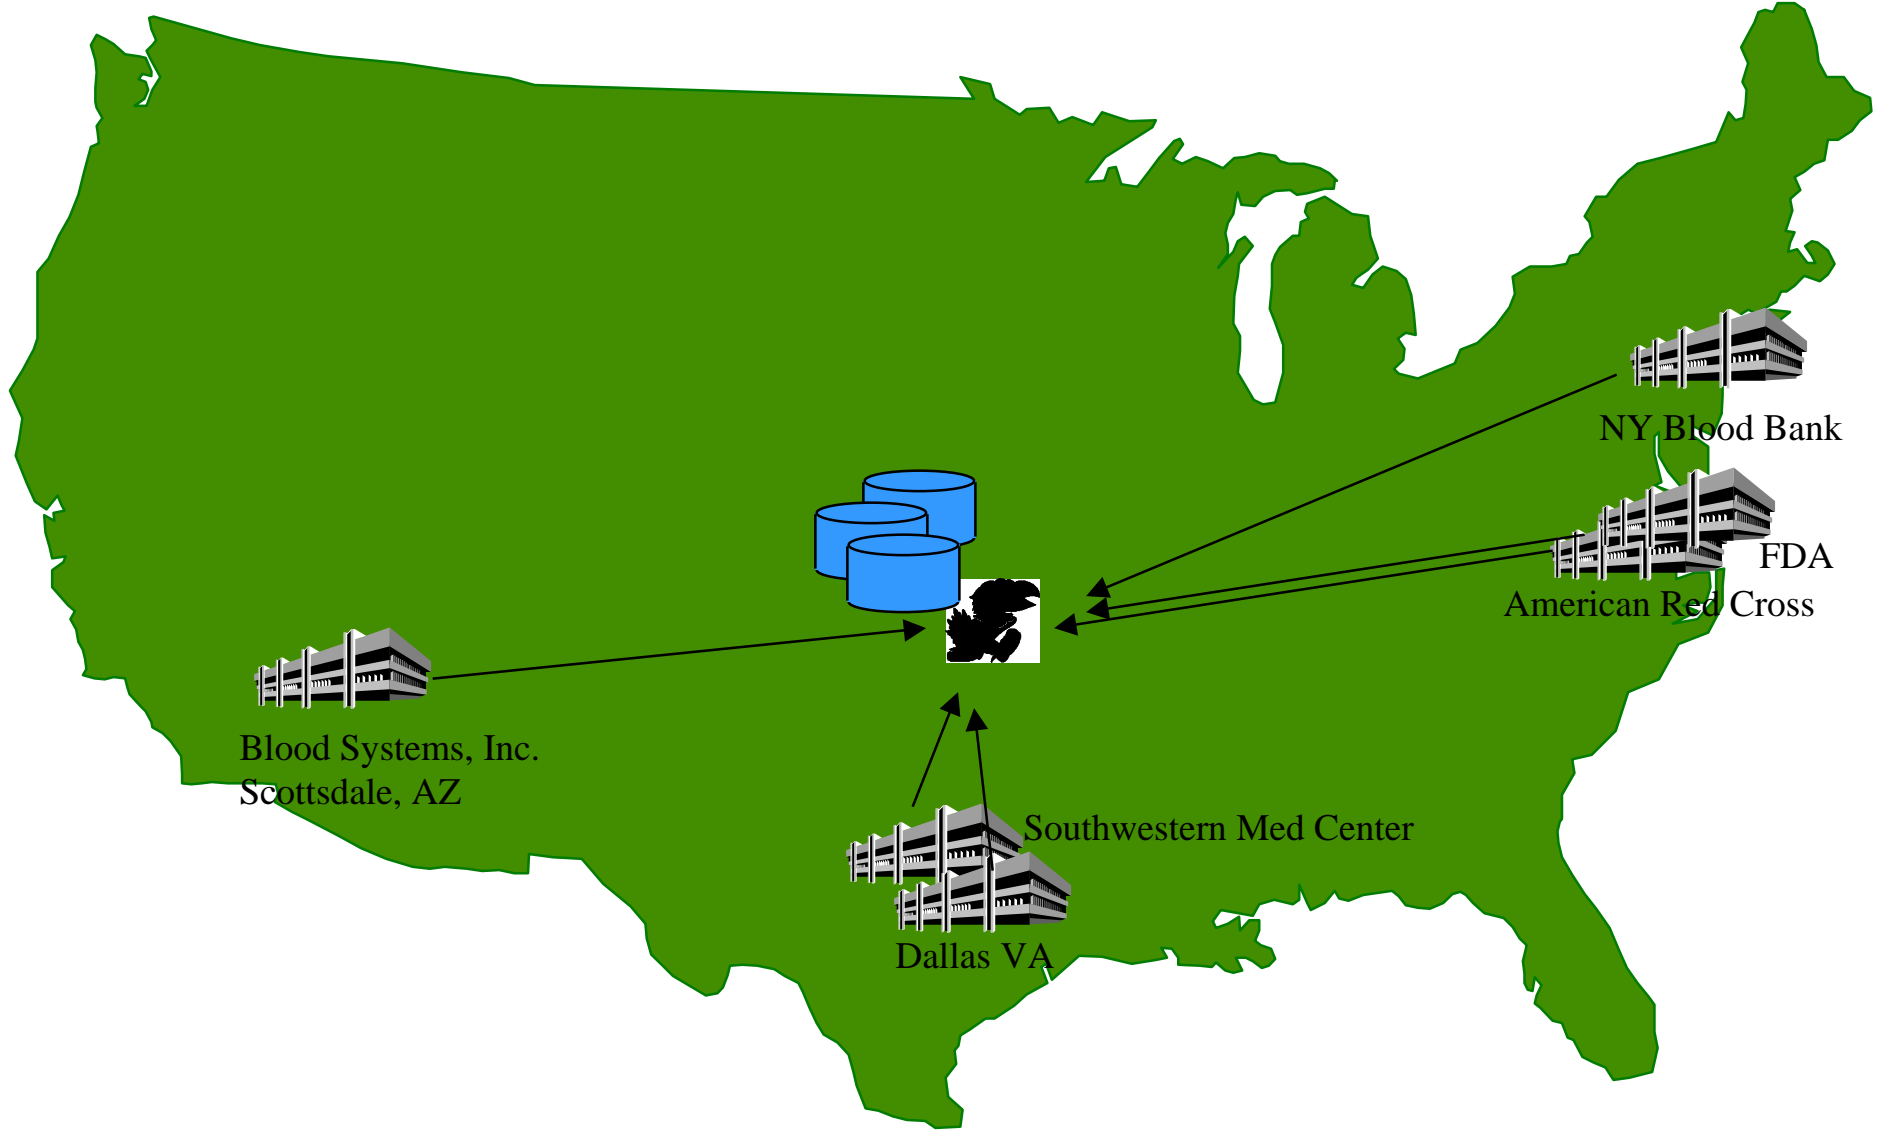 NY Blood Bank
FDA
American Red Cross
Blood Systems, Inc.
Scottsdale, AZ
Southwestern Med Center
Dallas VA